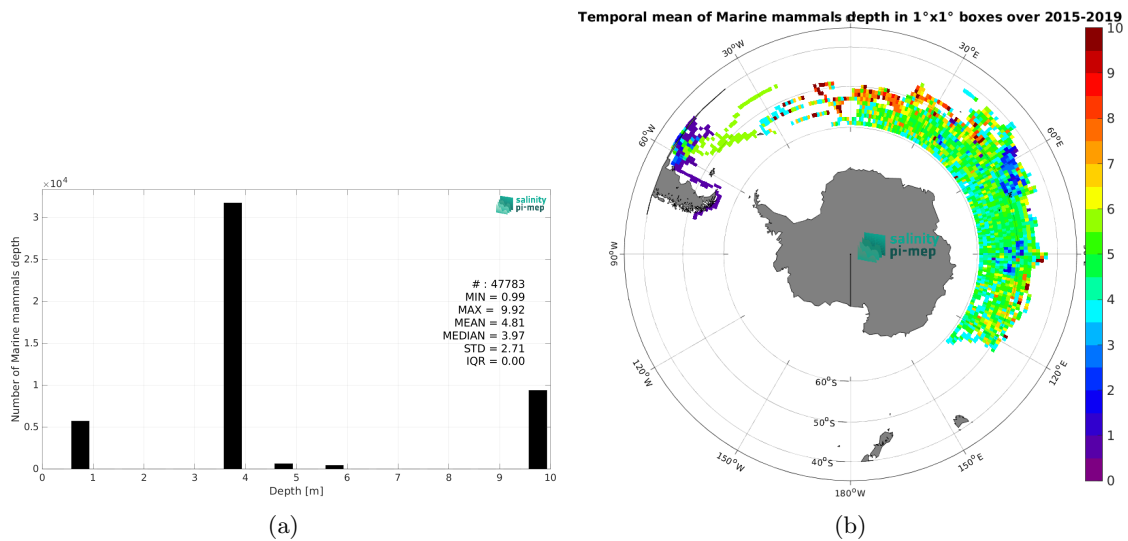 ×10⁴
3
2.5
2
1.5
1
0.5
0
0 1 2 3 4 5 6 7 8 9 10
Number of Marine mammals depth
Depth [m]
salinity
pi-mep
# : 47783
MIN = 0.99
MAX = 9.92
MEAN = 4.81
MEDIAN = 3.97
STD = 2.71
IQR = 0.00
(a)
Temporal mean of Marine mammals depth in 1°x1° boxes over 2015-2019
30°W
30°E
60°W
60°E
90°W
120°W
120°E
150°W
150°E
180°W
60°S
50°S
40°S
salinity
pi-mep
10
9
8
7
6
5
4
3
2
1
0
(b)